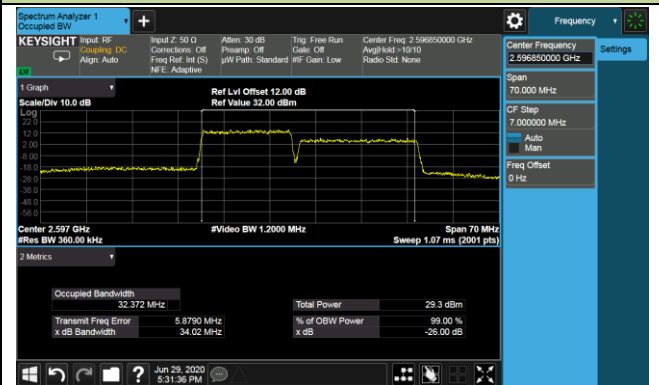 Spectrum Analyzer 1
Occupied BW
Frequency
KEYSIGHT
Input: RF
Coupling: DC
Align: Auto
Input Z: 50 Ω
Corrections: Off
Freq Ref: Int (S)
NFE: Adaptive
Atten: 30 dB
Preamp: Off
µW Path: Standard
Trig: Free Run
Gate: Off
#IF Gain: Low
Center Freq: 2.596850000 GHz
Avg|Hold:>10/10
Radio Std: None
Center Frequency
2.596850000 GHz
Settings
Span
70.000 MHz
CF Step
7.000000 MHz
Auto
Man
Freq Offset
0 Hz
1 Graph
Scale/Div 10.0 dB
Ref Lvl Offset 12.00 dB
Ref Value 32.00 dBm
Log
22.0
12.0
2.00
-8.00
-18.0
-28.0
-38.0
-48.0
-58.0
Center 2.597 GHz
#Video BW 1.2000 MHz
Span 70 MHz
#Res BW 360.00 kHz
Sweep 1.07 ms (2001 pts)
2 Metrics
Occupied Bandwidth
32.372 MHz
Total Power 29.3 dBm
Transmit Freq Error 5.8790 MHz
% of OBW Power 99.00 %
x dB Bandwidth 34.02 MHz
x dB -26.00 dB
Jun 29, 2020
5:31:36 PM